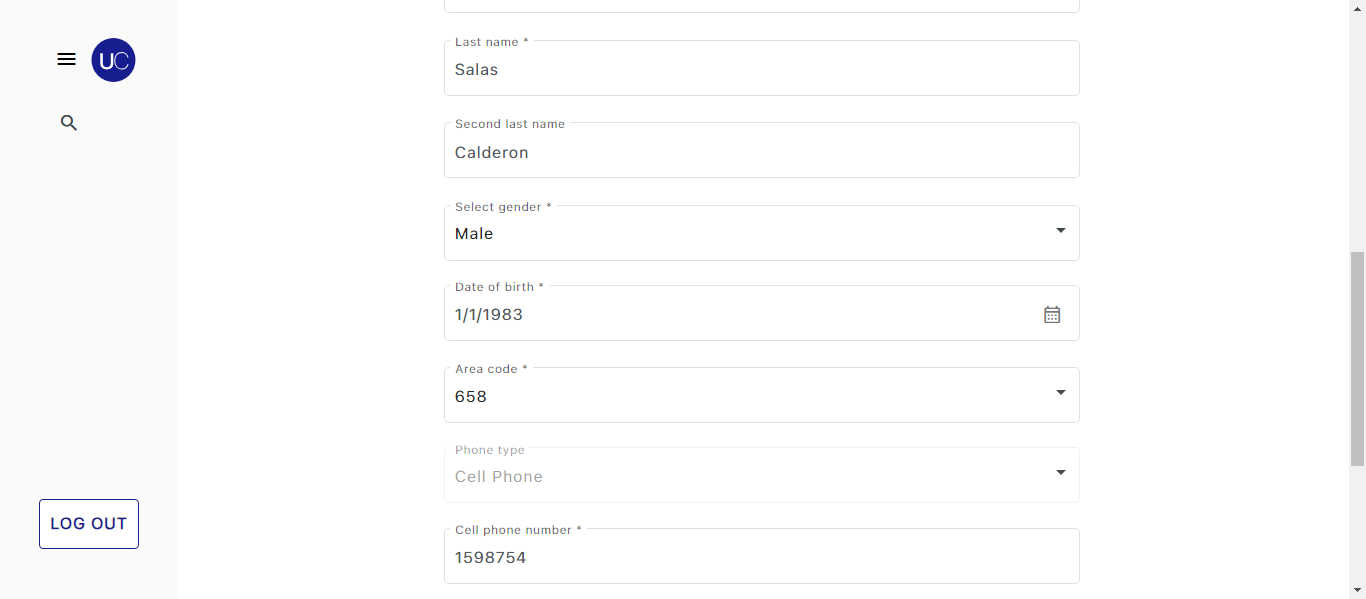 UC
Last name *
Salas
Second last name
Calderon
Select gender *
Male
Date of birth *
1/1/1983
Area code *
658
Phone type
Cell Phone
Cell phone number *
1598754
LOG OUT